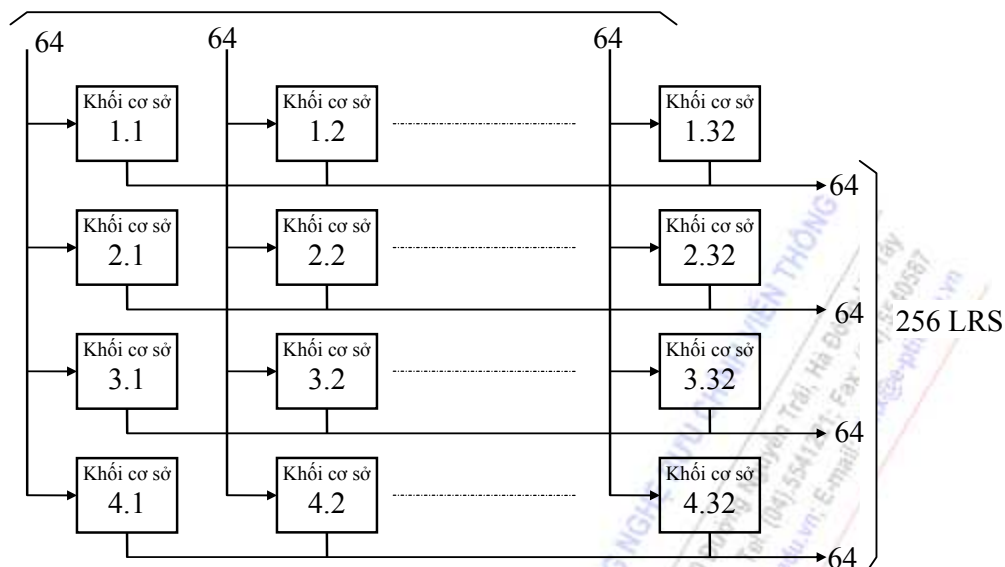 64 64 64
Khối cơ sở Khối cơ sở Khối cơ sở
1.1 1.2 1.32
64
Khối cơ sở Khối cơ sở Khối cơ sở
2.1 2.2 2.32
64
256 LRS
Khối cơ sở Khối cơ sở Khối cơ sở
3.1 3.2 3.32
64
Khối cơ sở Khối cơ sở Khối cơ sở
4.1 4.2 4.32
64